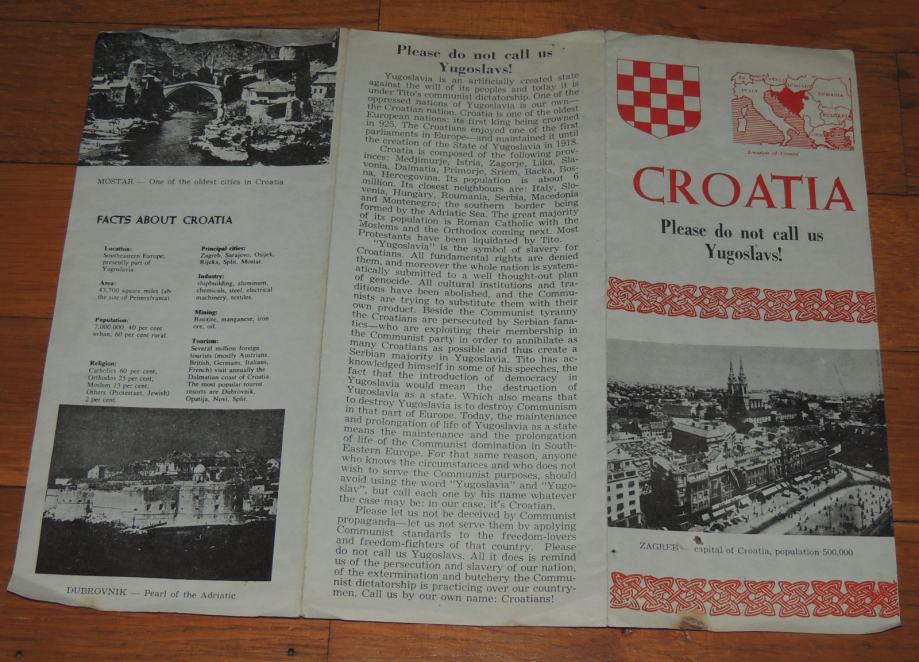 MOSTAR — One of the oldest cities in Croatia
FACTS ABOUT CROATIA
Location:
Southeastern Europe,
presently part of
Yugoslavia.
Area:
43,700 square miles (ab-
the size of Pennsylvania)
Population:
7,000,000, 40 per cent
urban; 60 per cent rural.
Religion:
Catholics 60 per cent;
Orthodox 25 per cent;
Moslem 13 per cent,
Others (Protestant, Jewish)
2 per cent.
Principal cities:
Zagreb, Sarajevo, Osijek,
Rijeka, Split, Mostar.
Industry:
shipbuilding, aluminum,
chemicals, steel, electrical
machinery, textiles.
Mining:
Bauxite, manganese, iron
ore, oil.
Tourism:
Several million foreign
tourists (mostly Austrians,
British, Germans, Italians,
French) visit annually the
Dalmatian coast of Croatia.
The most popular tourist
resorts are Dubrovnik,
Opatija, Novi, Split.
DUBROVNIK — Pearl of the Adriatic
Please do not call us
Yugoslavs!
Yugoslavia is an artificially created state
against the will of its peoples and today it is
under Tito's communist dictatorship. One of the
oppressed nations of Yugoslavia is our own—
the Croatian nation. Croatia is one of the oldest
European nations: its first king being crowned
in 925. The Croatians enjoyed one of the first
parliaments in Europe—and maintained it until
the creation of the State of Yugoslavia in 1918.
Croatia is composed of the following prov-
inces: Medjimurje, Istria, Zagorje, Lika, Sla-
vonia, Dalmatia, Primorje, Sriem, Backa, Bos-
na, Hercegovina. Its population is about 6
million. Its closest neighbours are: Italy, Slo-
venia, Hungary, Roumania, Serbia, Macedonia
and Montenegro; the southern border being
formed by the Adriatic Sea. The great majority
of its population is Roman Catholic with the
Moslems and the Orthodox coming next. Most
Protestants have been liquidated by Tito.
"Yugoslavia" is the symbol of slavery for
Croatians. All fundamental rights are denied
them, and moreover the whole nation is system-
atically submitted to a well thought-out plan
of genocide. All cultural institutions and tra-
ditions have been abolished, and the Commu-
nists are trying to substitute them with their
own product. Beside the Communist tyranny
the Croatians are persecuted by Serbian fana-
tics—who are exploiting their membership in
the Communist party in order to annihilate as
many Croatians as possible and thus create a
Serbian majority in Yugoslavia. Tito has ac-
knowledged himself in some of his speeches, the
fact that the introduction of democracy in
Yugoslavia would mean the destruction of
Yugoslavia as a state. Which also means that
to destroy Yugoslavia is to destroy Communism
in that part of Europe. Today, the maintenance
and prolongation of life of Yugoslavia as a state
means the maintenance and the prolongation
of life of the Communist domination in South-
Eastern Europe. For that same reason, anyone
who knows the circumstances and who does not
wish to serve the Communist purposes, should
avoid using the word "Yugoslavia" and "Yugo-
slav", but call each one by his name whatever
the case may be: in our case, it's Croatian.
Please let us not be deceived by Communist
propaganda—let us not serve them by applying
Communist standards to the freedom-lovers
and freedom-fighters of that country. Please
do not call us Yugoslavs. All it does is remind
us of the persecution and slavery of our nation,
of the extermination and butchery the Commu-
nist dictatorship is practicing over our country-
men. Call us by our own name: Croatians!
ITALY
HUNGARY
ROUMANIA
Location of Croatia
CROATIA
Please do not call us
Yugoslavs!
ZAGREB capital of Croatia, population 500,000